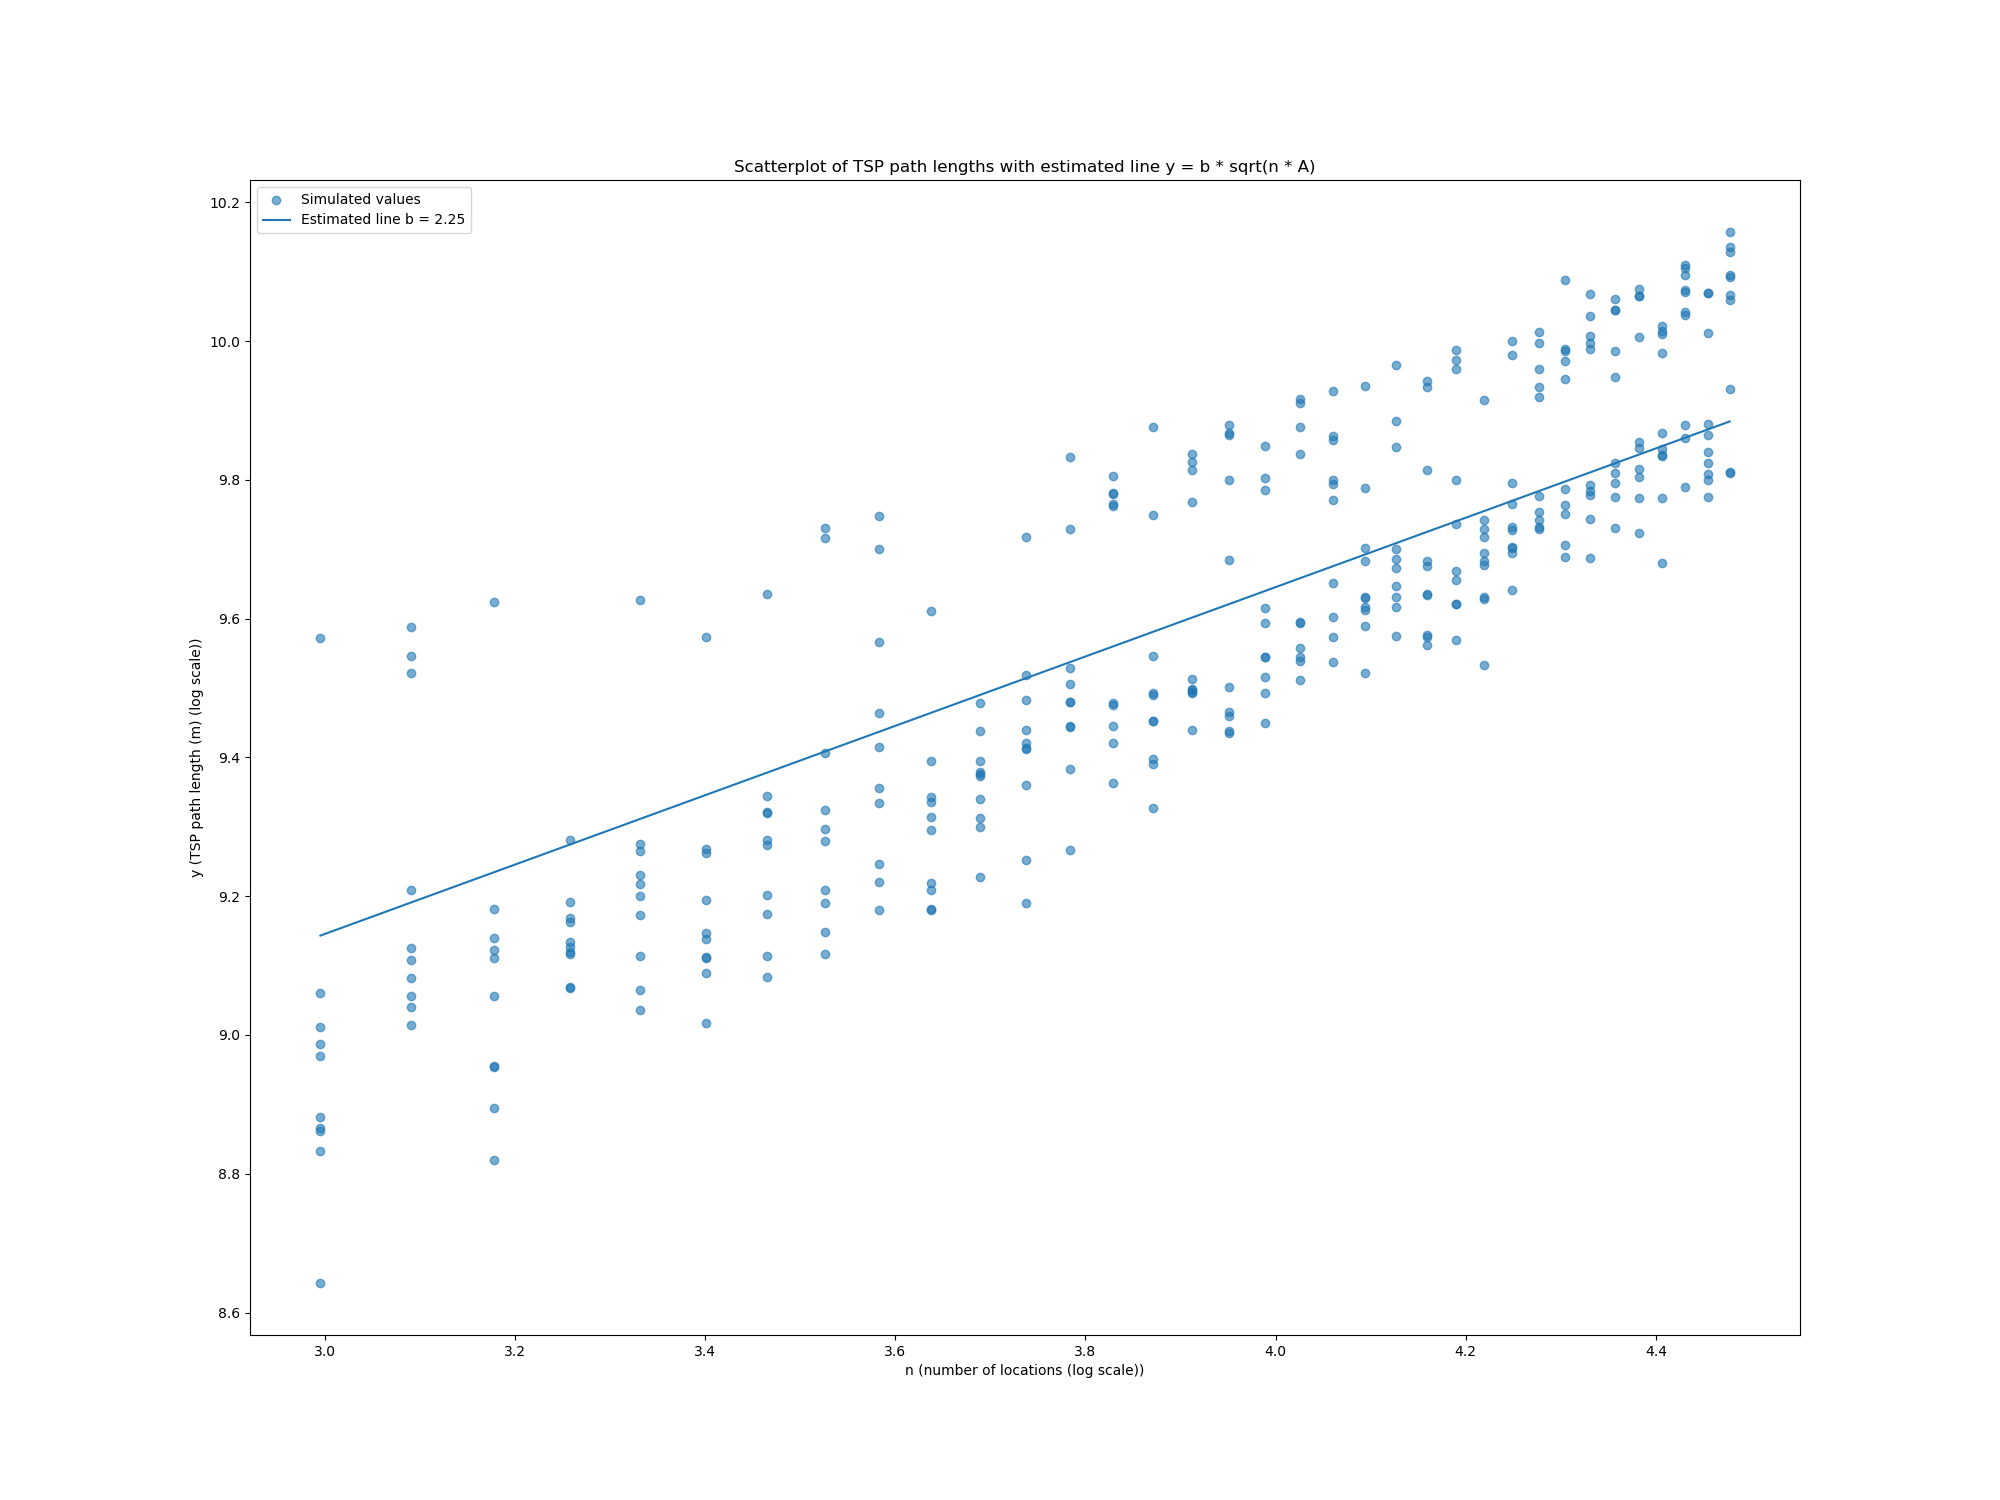 Scatterplot of TSP path lengths with estimated line y = b * sqrt(n * A)
Simulated values
Estimated line b = 2.25
10.2
10.0
9.8
9.6
9.4
9.2
9.0
8.8
8.6
y (TSP path length (m) (log scale))
3.0 3.2 3.4 3.6 3.8 4.0 4.2 4.4
n (number of locations (log scale))